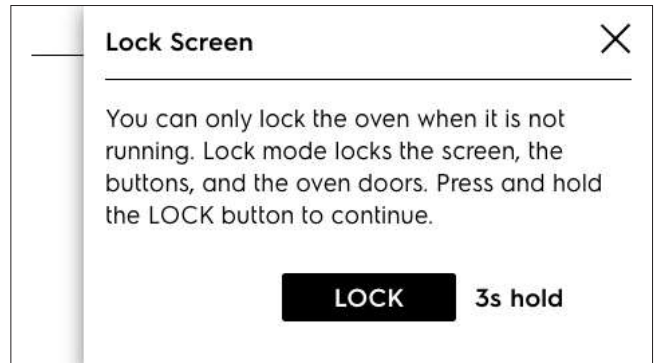 Lock Screen
You can only lock the oven when it is not
running. Lock mode locks the screen, the
buttons, and the oven doors. Press and hold
the LOCK button to continue.
LOCK 3s hold